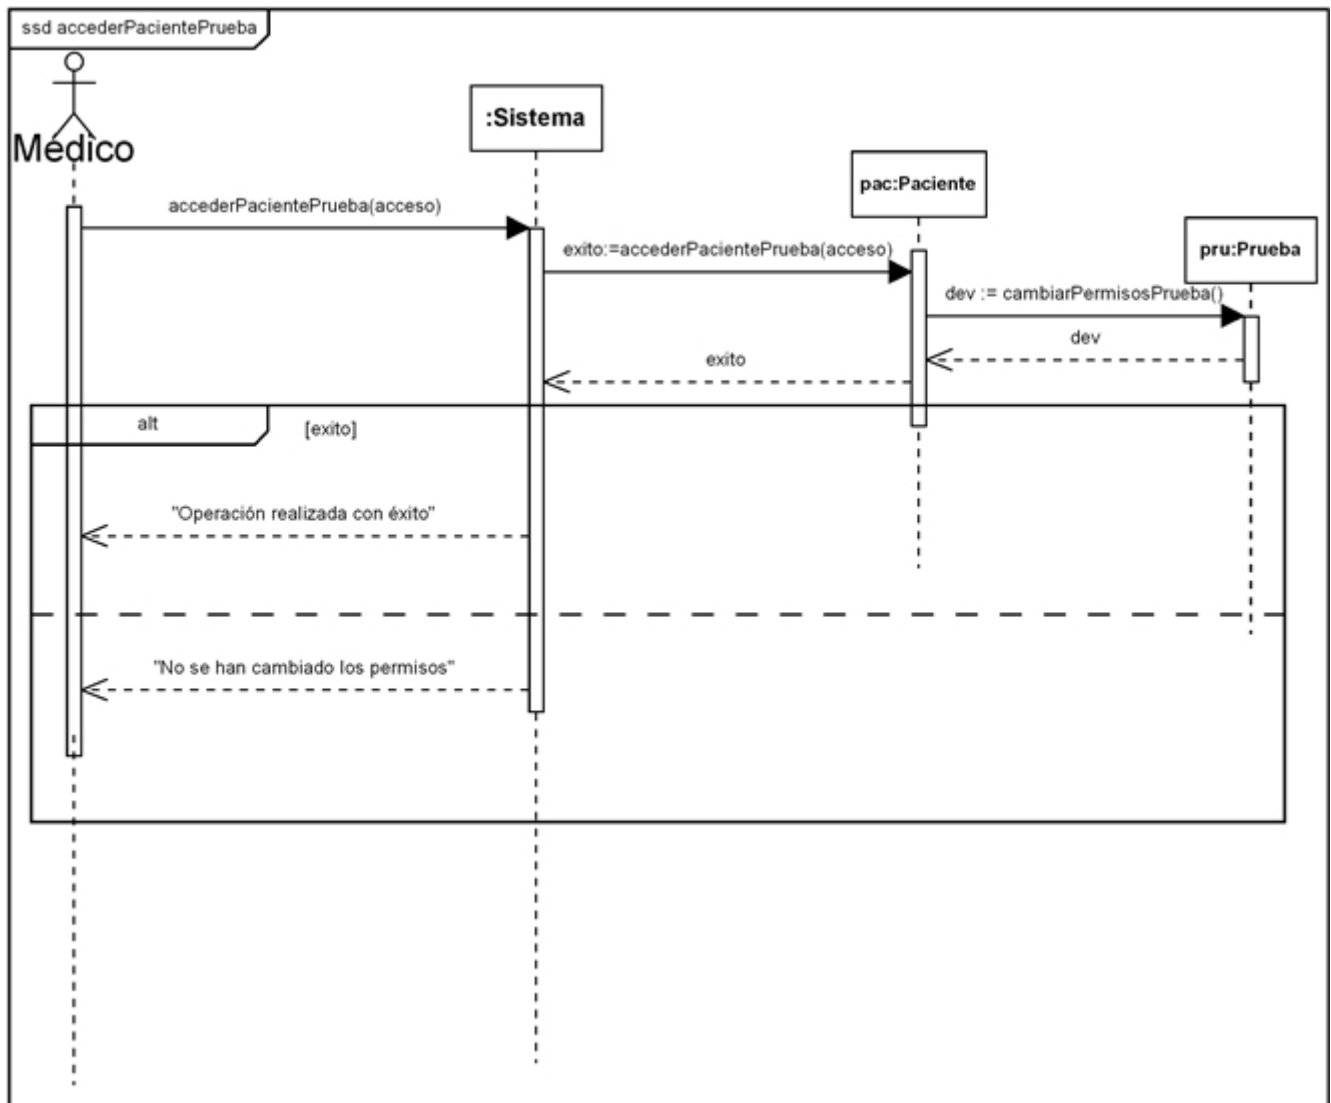 ssd accederPacientePrueba
Médico
:Sistema
pac:Paciente
pru:Prueba
accederPacientePrueba(acceso)
exito:=accederPacientePrueba(acceso)
dev := cambiarPermisosPrueba()
dev
exito
alt
[exito]
"Operación realizada con éxito"
"No se han cambiado los permisos"